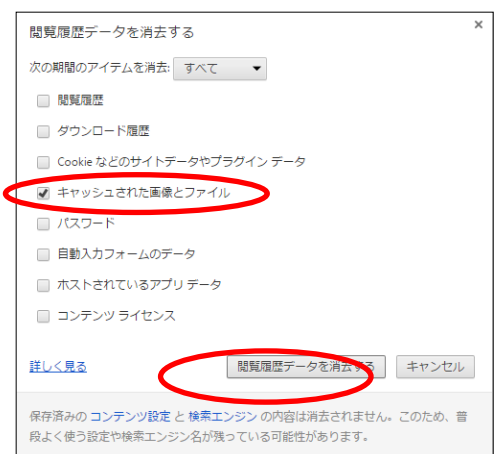 閲覧履歴データを消去する ×
次の期間のアイテムを消去: すべて
閲覧履歴
ダウンロード履歴
Cookie などのサイトデータやプラグイン データ
キャッシュされた画像とファイル
パスワード
自動入力フォームのデータ
ホストされているアプリ データ
コンテンツ ライセンス
詳しく見る 閲覧履歴データを消去する キャンセル
保存済みの コンテンツ設定 と 検索エンジン の内容は消去されません。このため、普
段よく使う設定や検索エンジン名が残っている可能性があります。